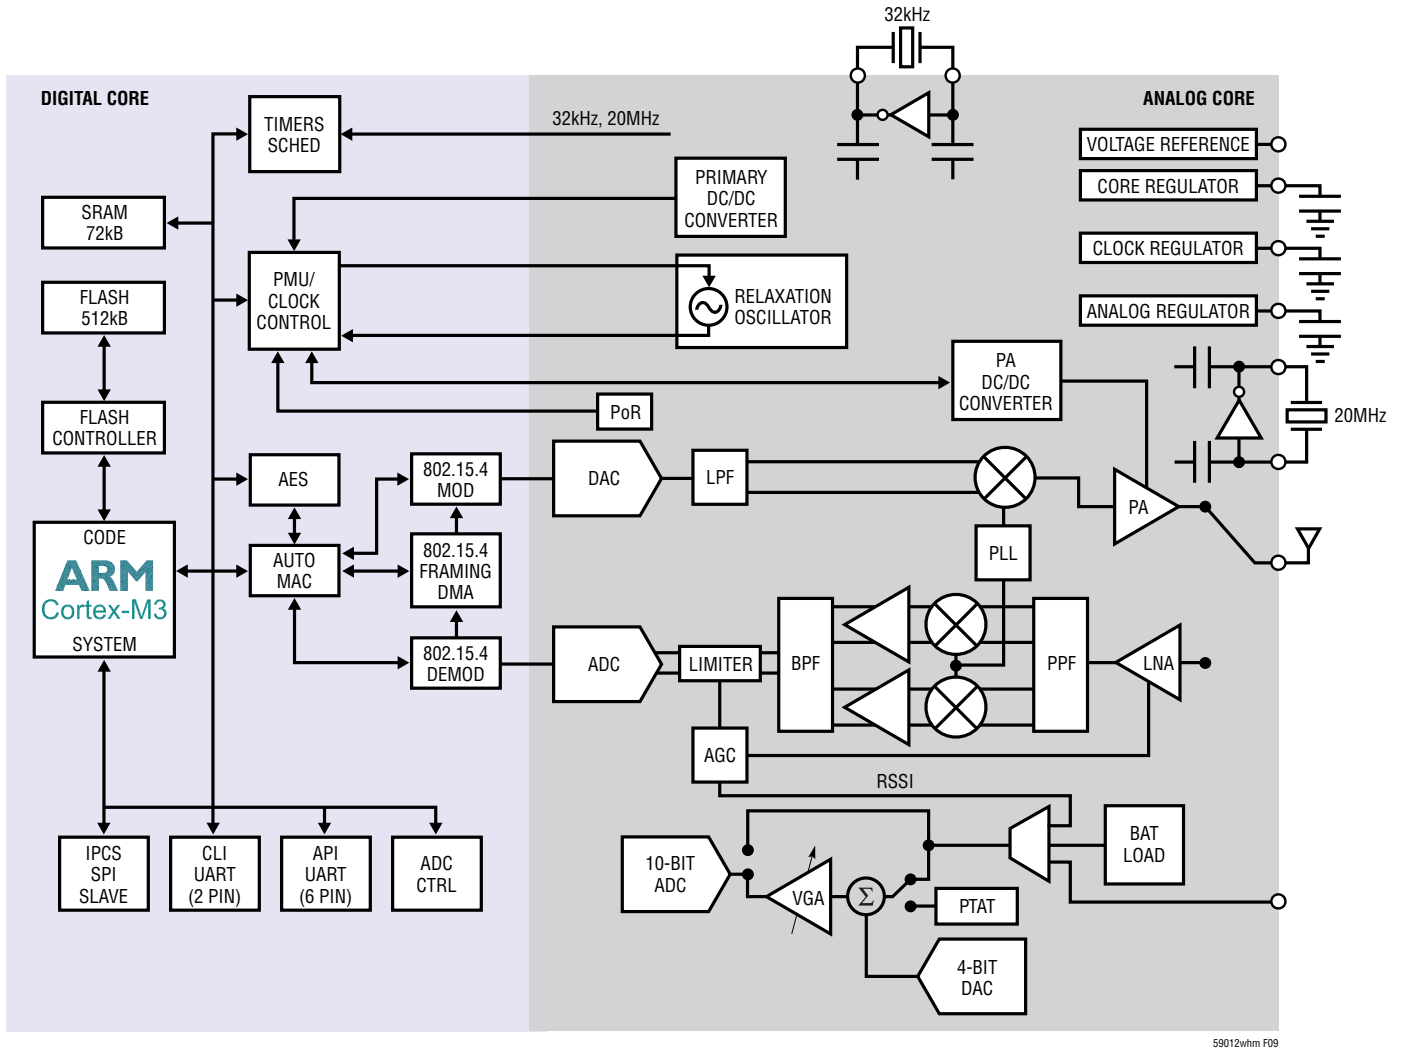 32kHz
DIGITAL CORE
ANALOG CORE
TIMERS
SCHED
32kHz, 20MHz
VOLTAGE REFERENCE
CORE REGULATOR
CLOCK REGULATOR
ANALOG REGULATOR
PRIMARY
DC/DC
CONVERTER
SRAM
72kB
FLASH
512kB
PMU/
CLOCK
CONTROL
RELAXATION
OSCILLATOR
PA
DC/DC
CONVERTER
20MHz
PoR
FLASH
CONTROLLER
AES
802.15.4
MOD
DAC
LPF
PA
CODE
ARM
Cortex-M3
SYSTEM
AUTO
MAC
802.15.4
FRAMING
DMA
PLL
802.15.4
DEMOD
ADC
LIMITER
BPF
PPF
LNA
AGC
RSSI
IPCS
SPI
SLAVE
CLI
UART
(2 PIN)
API
UART
(6 PIN)
ADC
CTRL
10-BIT
ADC
VGA
Σ
PTAT
BAT
LOAD
4-BIT
DAC
59012whm F09